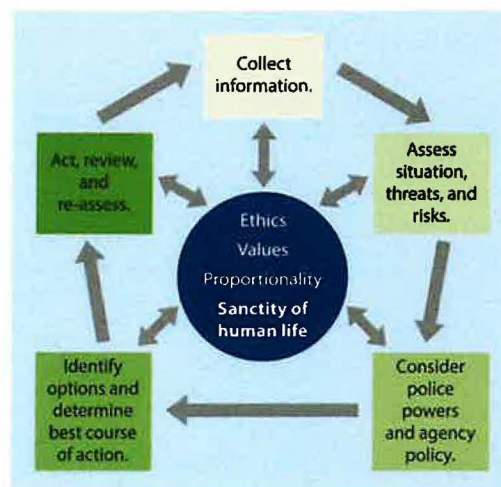 Collect
information.
Assess
situation,
threats, and
risks.
Consider
police
powers
and agency
policy.
Identify
options and
determine
best course
of action.
Act, review,
and
re-assess.
Ethics
Values
Proportionality
Sanctity of
human life